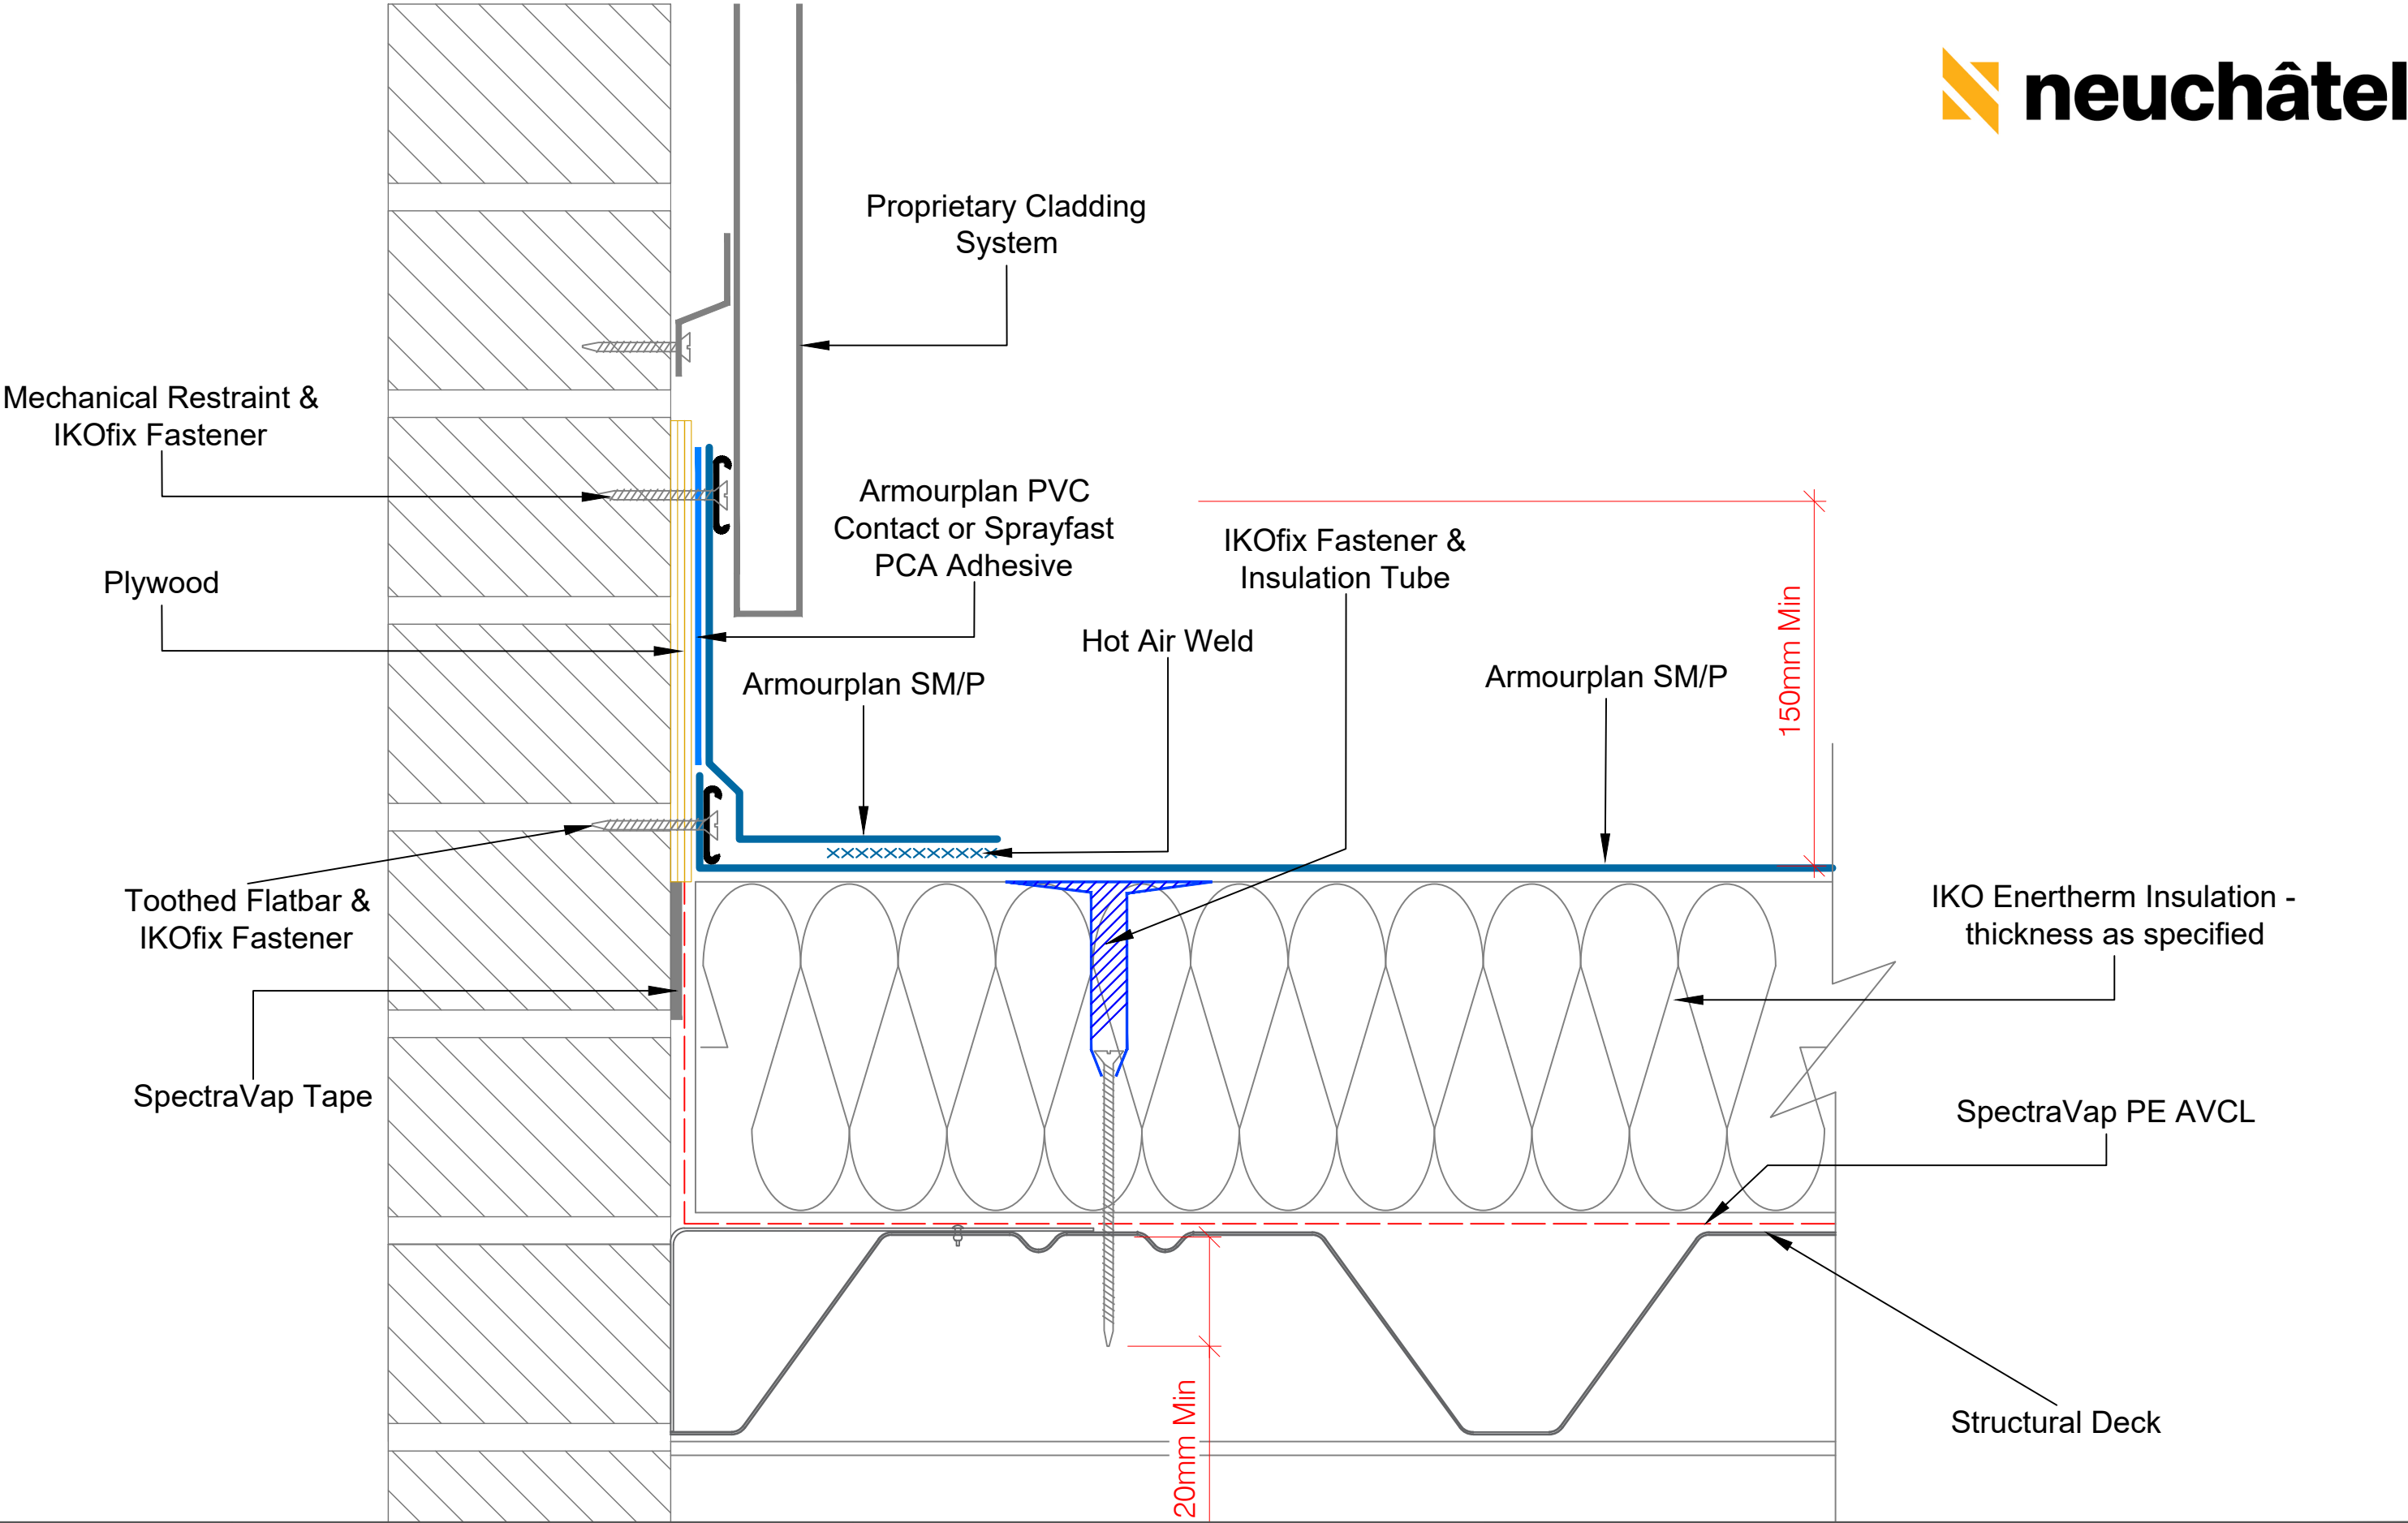 neuchâtel
Proprietary Cladding
System
Mechanical Restraint &
IKOfix Fastener
Armourplan PVC
Contact or Sprayfast
PCA Adhesive
IKOfix Fastener &
Insulation Tube
Plywood
Hot Air Weld
Armourplan SM/P
Armourplan SM/P
150mm Min
Toothed Flatbar &
IKOfix Fastener
IKO Enertherm Insulation -
thickness as specified
SpectraVap Tape
SpectraVap PE AVCL
Structural Deck
20mm Min